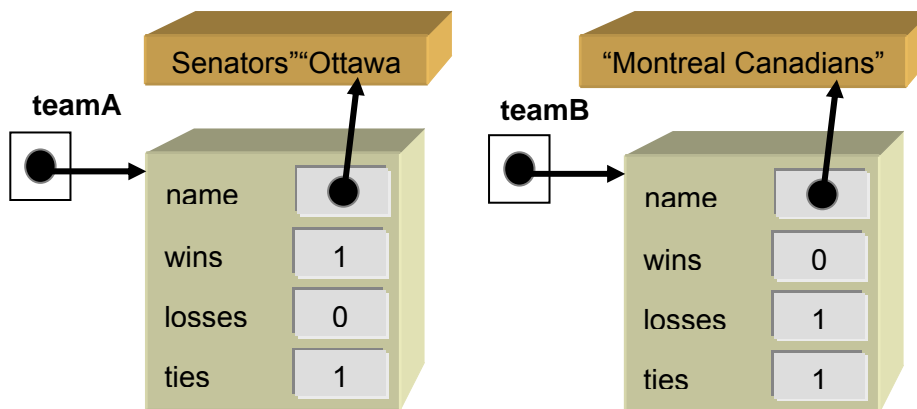 Senators”“Ottawa
“Montreal Canadians”
teamA
teamB
name
wins 1
losses 0
ties 1
name
wins 0
losses 1
ties 1